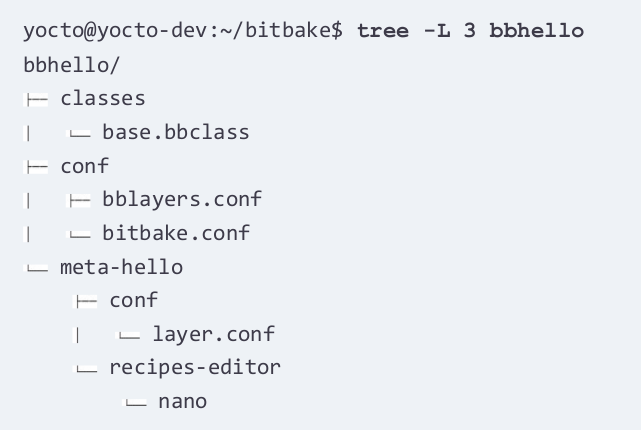 yocto@yocto-dev:~/bitbake$ tree -L 3 bbhello
bbhello/
├── classes
│   └── base.bbclass
├── conf
│   ├── bblayers.conf
│   └── bitbake.conf
└── meta-hello
    ├── conf
    │   └── layer.conf
    └── recipes-editor
        └── nano